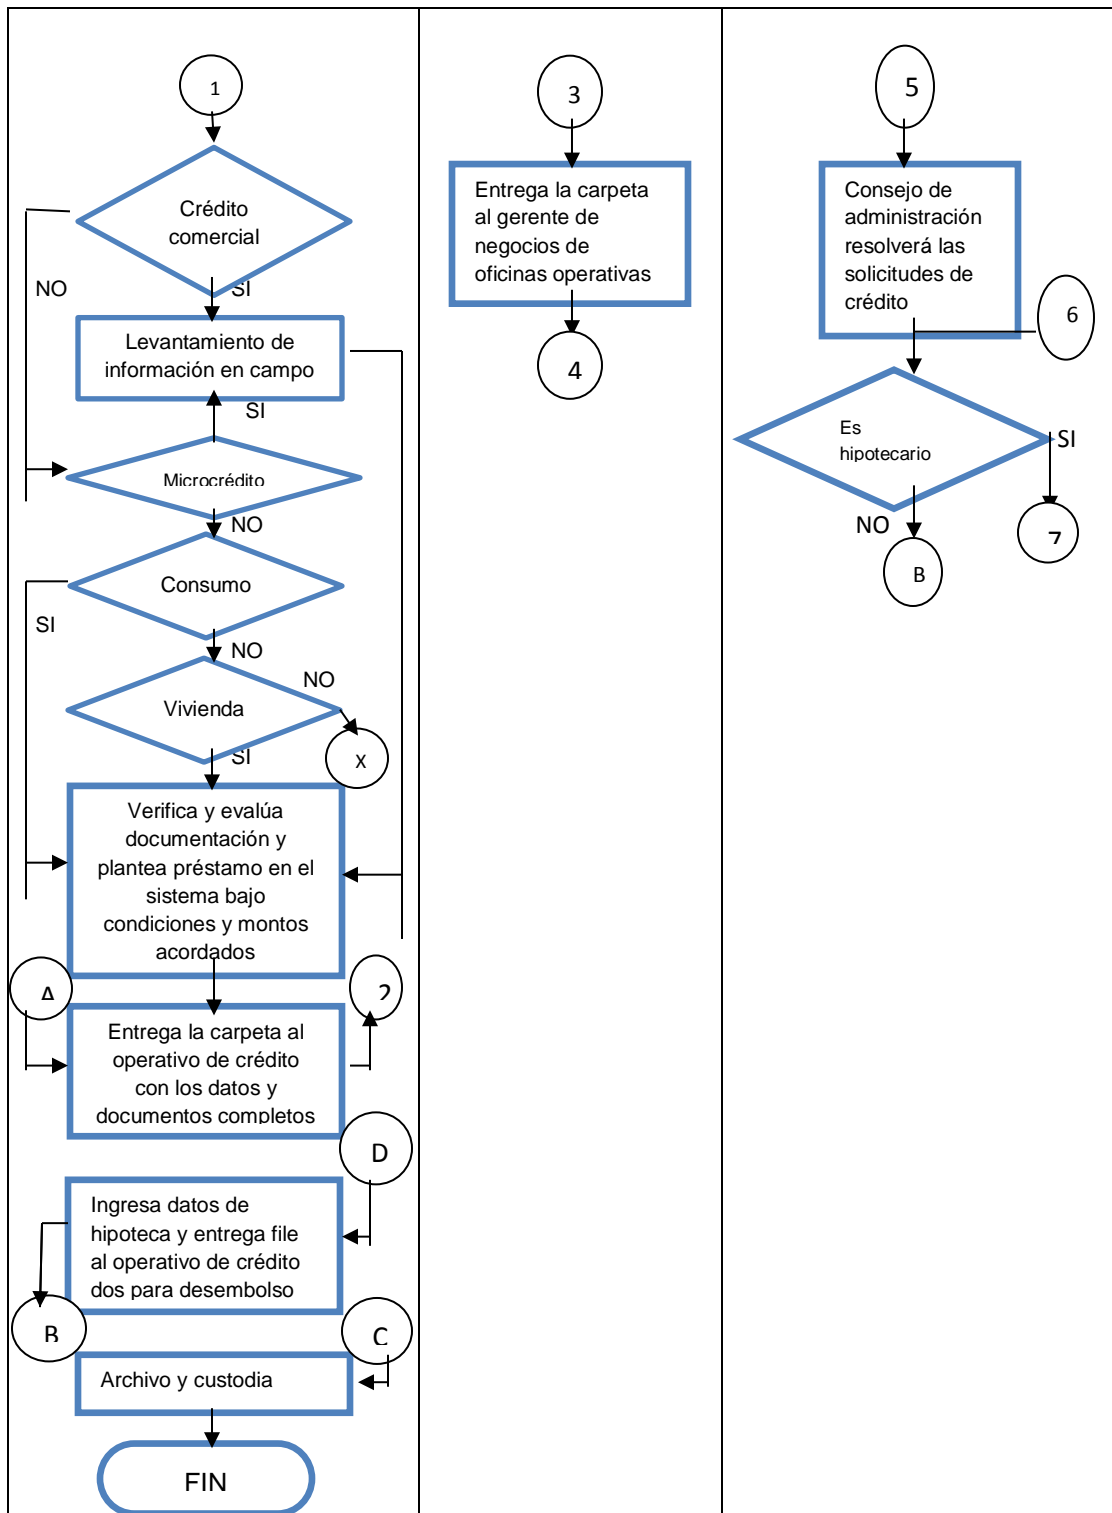 1
Crédito
comercial
NO
SI
Levantamiento de
información en campo
SI
Microcrédito
NO
Consumo
SI
NO
NO
Vivienda
X
SI
Verifica y evalúa
documentación y
plantea préstamo en el
sistema bajo
condiciones y montos
acordados
A
2
Entrega la carpeta al
operativo de crédito
con los datos y
documentos completos
D
Ingresa datos de
hipoteca y entrega file
al operativo de crédito
dos para desembolso
B
C
Archivo y custodia
FIN
3
Entrega la carpeta
al gerente de
negocios de
oficinas operativas
4
5
Consejo de
administración
resolverá las
solicitudes de
crédito
6
Es
hipotecario
SI
NO
7
B